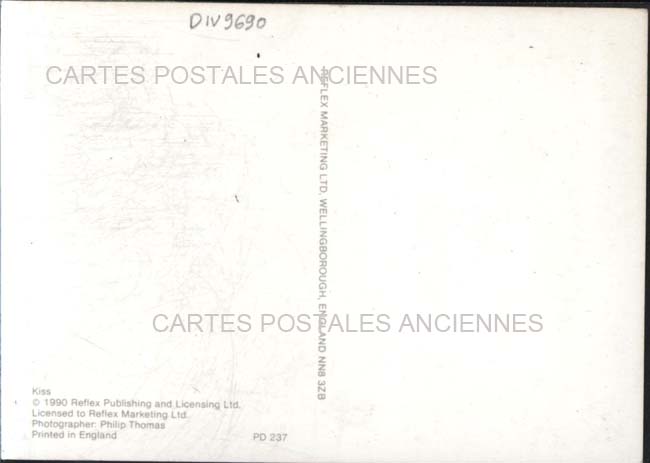 DIV9690
CARTES POSTALES ANCIENNES
REFLEX MARKETING LTD, WELLINGBOROUGH, ENGLAND NN8 3ZB
CARTES POSTALES ANCIENNES
Kiss
© 1990 Reflex Publishing and Licensing Ltd.
Licensed to Reflex Marketing Ltd.
Photographer: Philip Thomas
Printed in England
PD 237